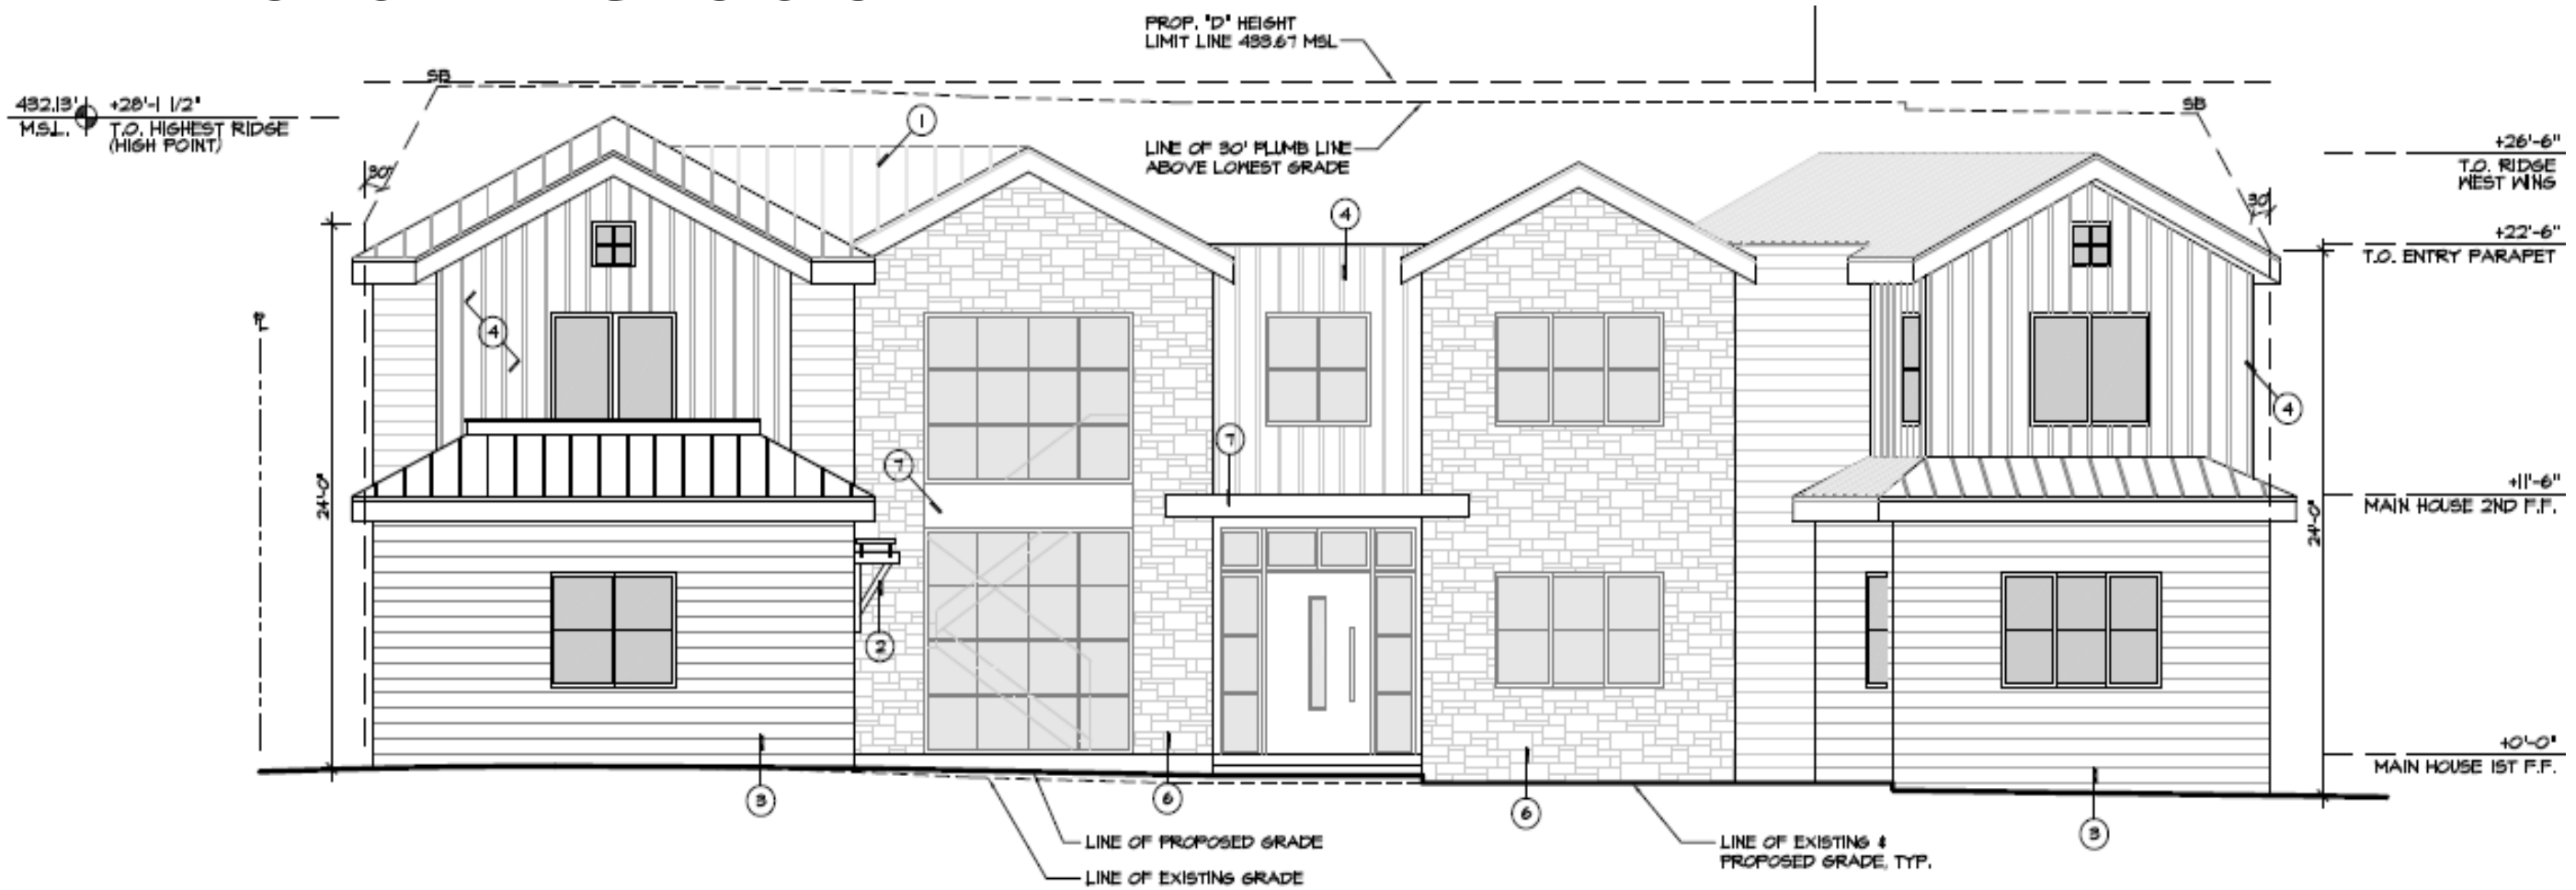 PROP. "D" HEIGHT
LIMIT LINE 433.67 MSL
SB
SB
432.13' +28'-1 1/2"
M.S.L. T.O. HIGHEST RIDGE
(HIGH POINT)
1
LINE OF 30' PLUMB LINE
ABOVE LOWEST GRADE
+26'-6"
T.O. RIDGE
WEST WING
30°
30°
4
+22'-6"
T.O. ENTRY PARAPET
PL
4
4
7
7
24'-0"
+11'-6"
MAIN HOUSE 2ND F.F.
24'-0"
2
+0'-0"
MAIN HOUSE 1ST F.F.
3
6
6
3
LINE OF PROPOSED GRADE
LINE OF EXISTING GRADE
LINE OF EXISTING &
PROPOSED GRADE, TYP.